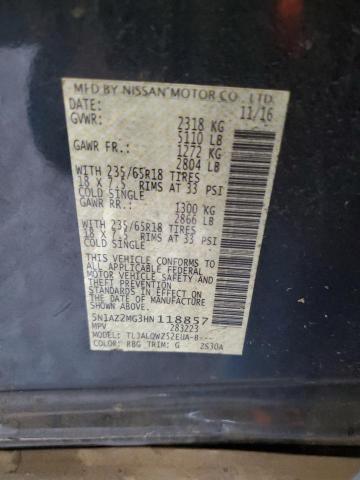 MFD BY NISSAN MOTOR CO., LTD.
DATE: 11/16
GVWR: 2318 KG
5110 LB
GAWR FR.: 1272 KG
2804 LB
WITH 235/65R18 TIRES
18 X 7.5 RIMS AT 33 PSI
COLD SINGLE
GAWR RR.: 1300 KG
2866 LB
WITH 235/65R18 TIRES
18 X 7.5 RIMS AT 33 PSI
COLD SINGLE
THIS VEHICLE CONFORMS TO ALL
APPLICABLE FEDERAL
MOTOR VEHICLE SAFETY AND
THEFT PREVENTION
STANDARDS IN EFFECT ON THE
DATE OF MANUFACTURE
SHOWN ABOVE.
5N1AZ2MG3HN118857
MPV 283223
MODEL: TLJALQWZ52EUA-B---
COLOR: RBG TRIM: G 2S30A